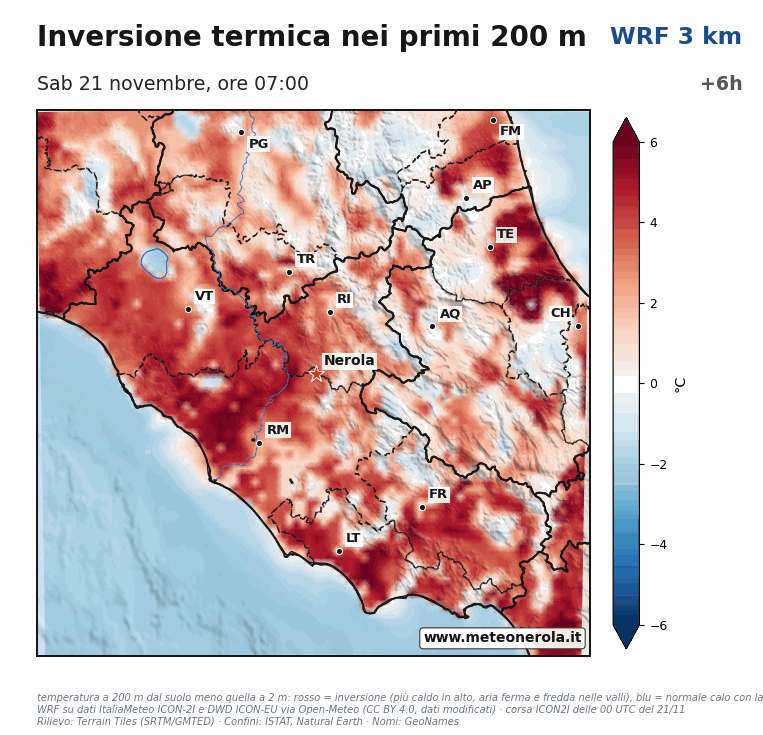 Inversione termica nei primi 200 m WRF 3 km
Sab 21 novembre, ore 07:00 +6h
FM
PG
AP
TE
TR
VT
RI
AQ
CH
Nerola
RM
FR
LT
www.meteonerola.it
6
4
2
0
−2
−4
−6
°C
temperatura a 200 m dal suolo meno quella a 2 m: rosso = inversione (più caldo in alto, aria ferma e fredda nelle valli), blu = normale calo con la
WRF su dati ItaliaMeteo ICON-2I e DWD ICON-EU via Open-Meteo (CC BY 4.0, dati modificati) · corsa ICON2I delle 00 UTC del 21/11
Rilievo: Terrain Tiles (SRTM/GMTED) · Confini: ISTAT, Natural Earth · Nomi: GeoNames